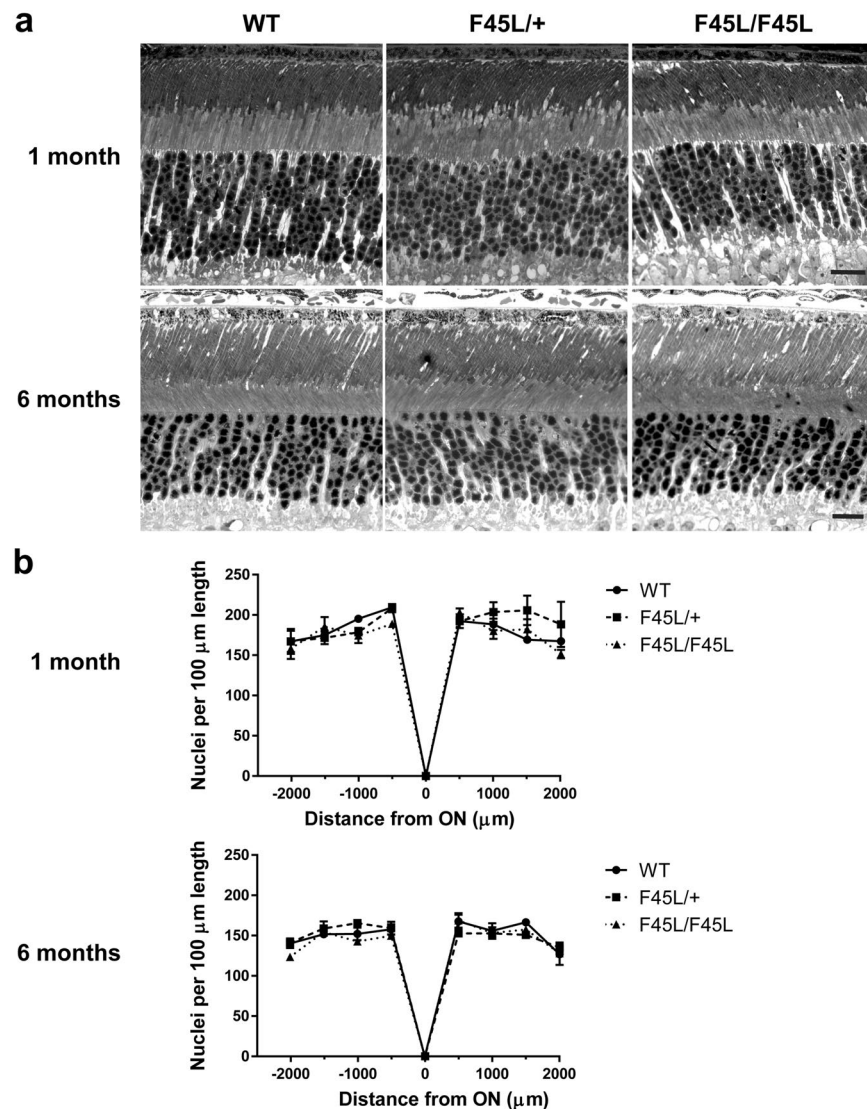 a
WT F45L/+ F45L/F45L
1 month
6 months
b
1 month
Nuclei per 100 μm length
250
200
150
100
50
0
-2000 -1000 0 1000 2000
Distance from ON (μm)
WT
F45L/+
F45L/F45L
6 months
Nuclei per 100 μm length
250
200
150
100
50
0
-2000 -1000 0 1000 2000
Distance from ON (μm)
WT
F45L/+
F45L/F45L